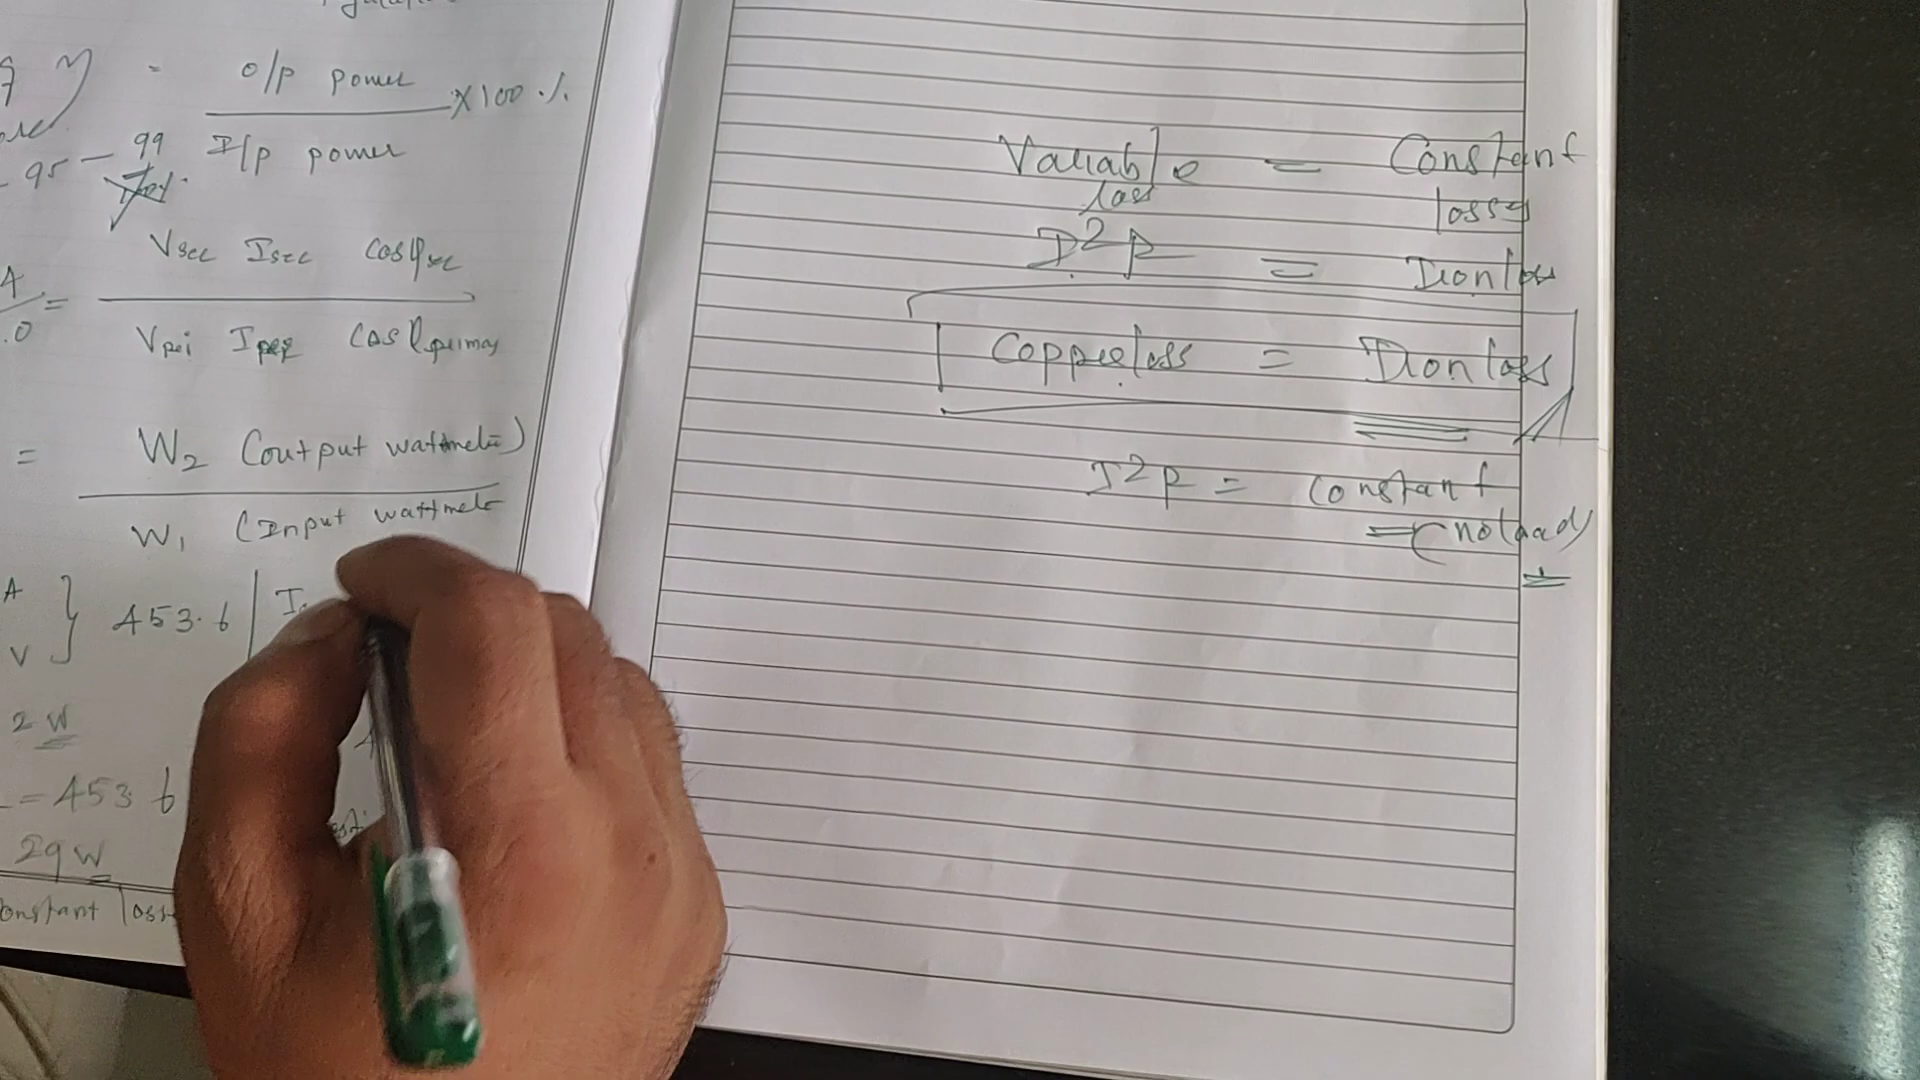 η = o/p power
× 100 %
I/p power
95 - 99
Vsec Isec cosφsec
=
Vpri Ipri cosφprimary
= W2 (output wattmeter)
W1 (Input wattmeter
A
V } 453.6
2 W
= 453.6
29 W
onstant loss
Variable loss = Constant losses
I2R = Iron loss
Copper loss = Iron loss
I2R = constant
= (no load)